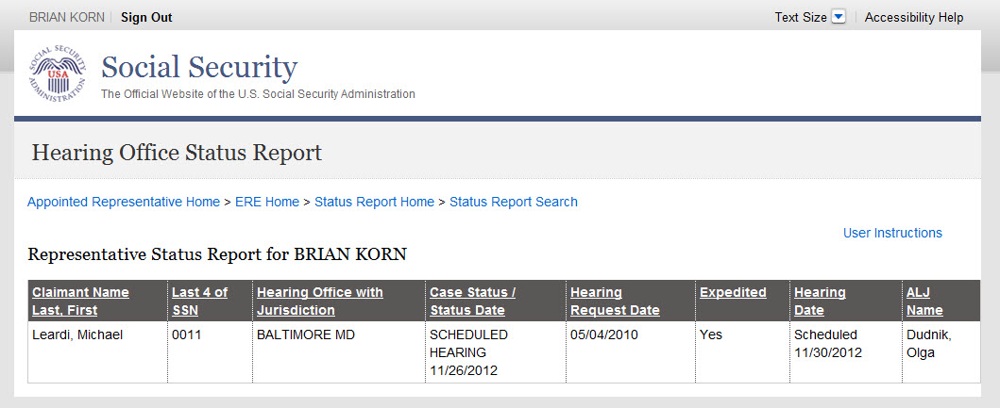 BRIAN KORN Sign Out Text Size Accessibility Help
SOCIAL SECURITY ADMINISTRATION
USA
Social Security
The Official Website of the U.S. Social Security Administration
Hearing Office Status Report
Appointed Representative Home > ERE Home > Status Report Home > Status Report Search
User Instructions
Representative Status Report for BRIAN KORN
Claimant Name Last 4 of Hearing Office with Case Status / Hearing Expedited Hearing ALJ
Last, First SSN Jurisdiction Status Date Request Date Date Name
Leardi, Michael 0011 BALTIMORE MD SCHEDULED 05/04/2010 Yes Scheduled Dudnik,
HEARING 11/30/2012 Olga
11/26/2012